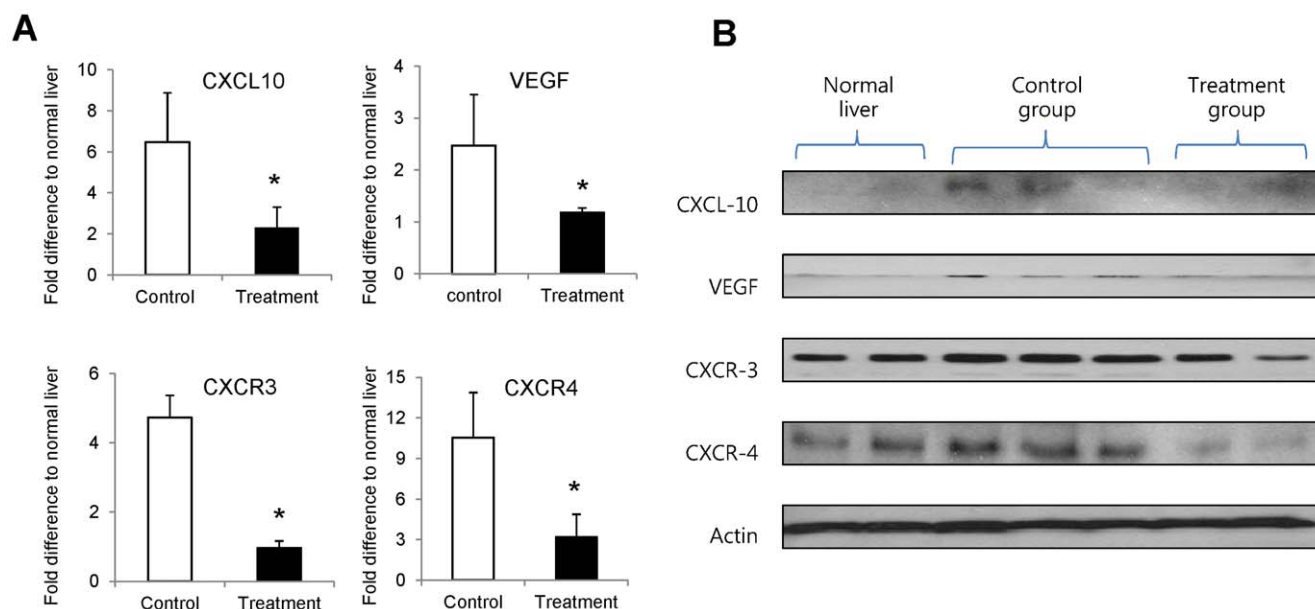 A
Fold difference to normal liver
10
8
6
4
2
0
CXCL10
*
Control Treatment
Fold difference to normal liver
4
3
2
1
0
VEGF
*
control Treatment
Fold difference to normal liver
6
4
2
0
CXCR3
*
Control Treatment
Fold difference to normal liver
15
12
9
6
3
0
CXCR4
*
Control Treatment
B
Normal
liver
Control
group
Treatment
group
CXCL-10
VEGF
CXCR-3
CXCR-4
Actin